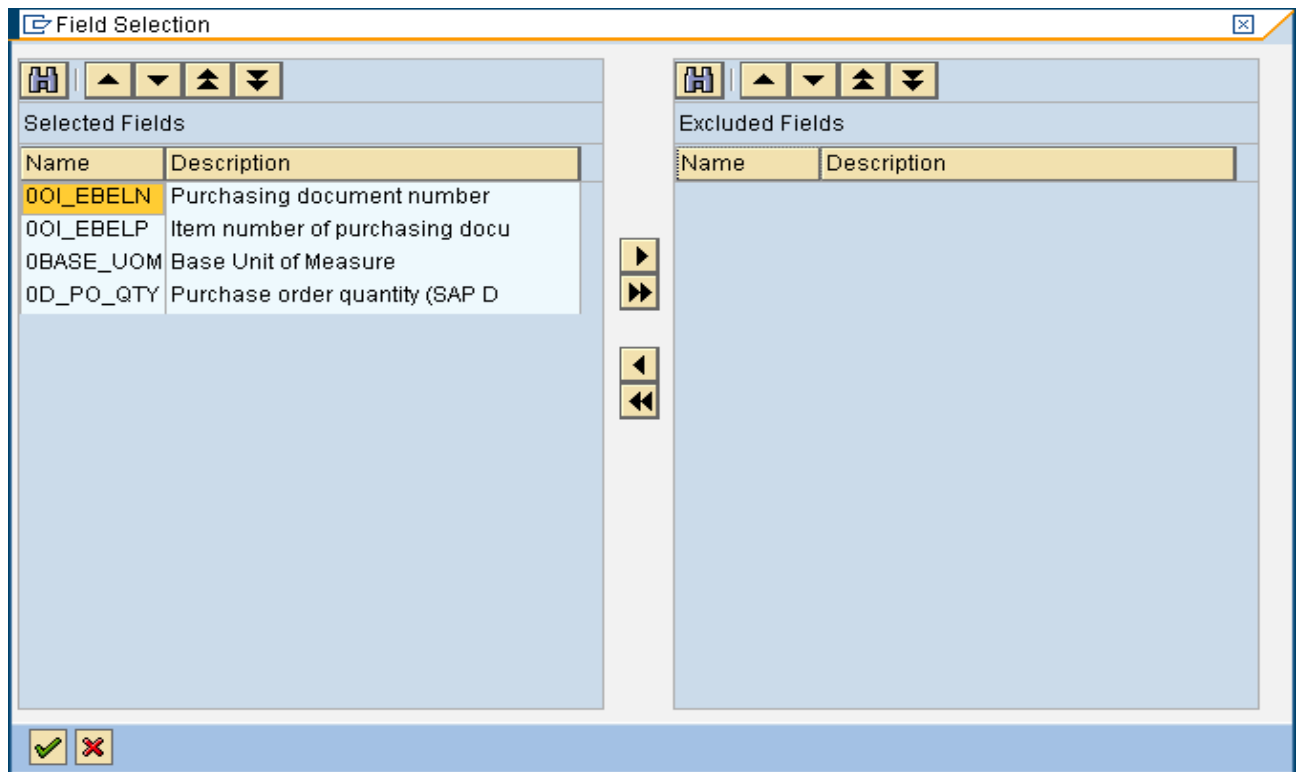 Field Selection
Selected Fields
Name Description
0OI_EBELN Purchasing document number
0OI_EBELP Item number of purchasing docu
0BASE_UOM Base Unit of Measure
0D_PO_QTY Purchase order quantity (SAP D
Excluded Fields
Name Description